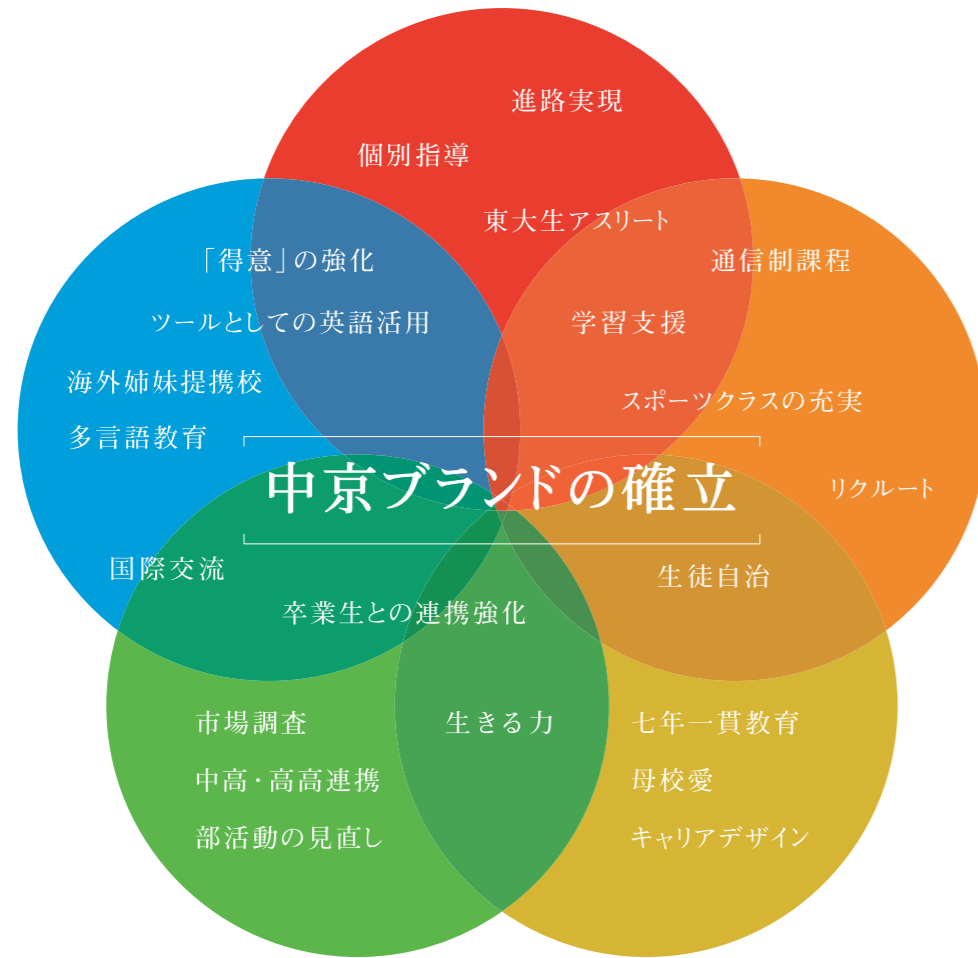 進路実現
個別指導
東大生アスリート
「得意」の強化
通信制課程
ツールとしての英語活用
学習支援
海外姉妹提携校
スポーツクラスの充実
多言語教育
中京ブランドの確立
リクルート
国際交流
生徒自治
卒業生との連携強化
市場調査
生きる力
七年一貫教育
中高・高高連携
母校愛
部活動の見直し
キャリアデザイン